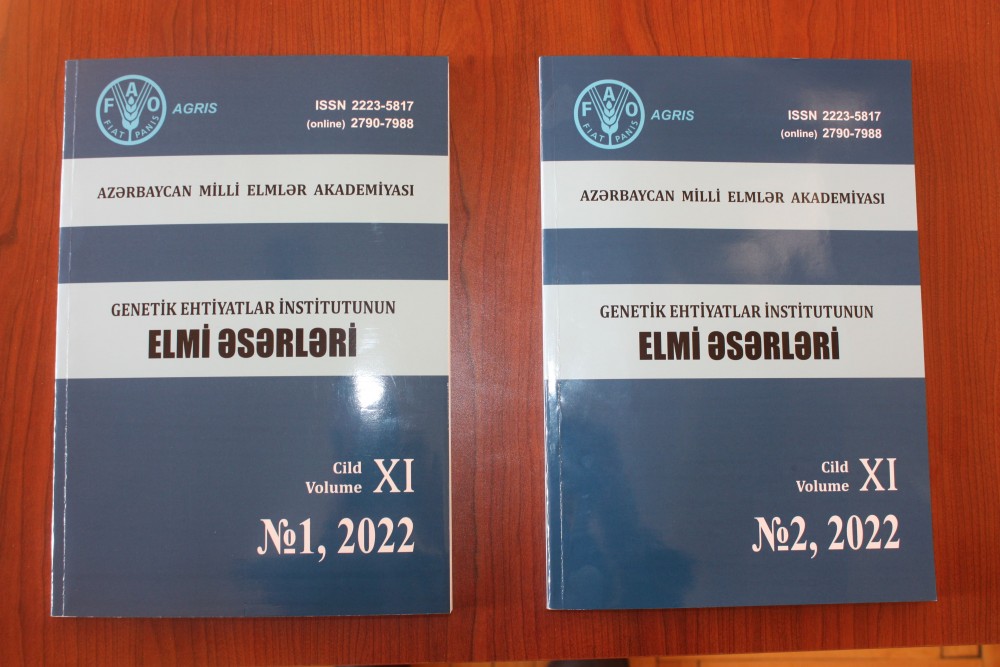 FAO
FIAT PANIS
AGRIS
ISSN 2223-5817
(online) 2790-7988
AZƏRBAYCAN MİLLİ ELMLƏR AKADEMİYASI
GENETİK EHTİYATLAR İNSTİTUTUNUN
ELMİ ƏSƏRLƏRİ
Cild
Volume XI
№1, 2022
FAO
FIAT PANIS
AGRIS
ISSN 2223-5817
(online) 2790-7988
AZƏRBAYCAN MİLLİ ELMLƏR AKADEMİYASI
GENETİK EHTİYATLAR İNSTİTUTUNUN
ELMİ ƏSƏRLƏRİ
Cild
Volume XI
№2, 2022